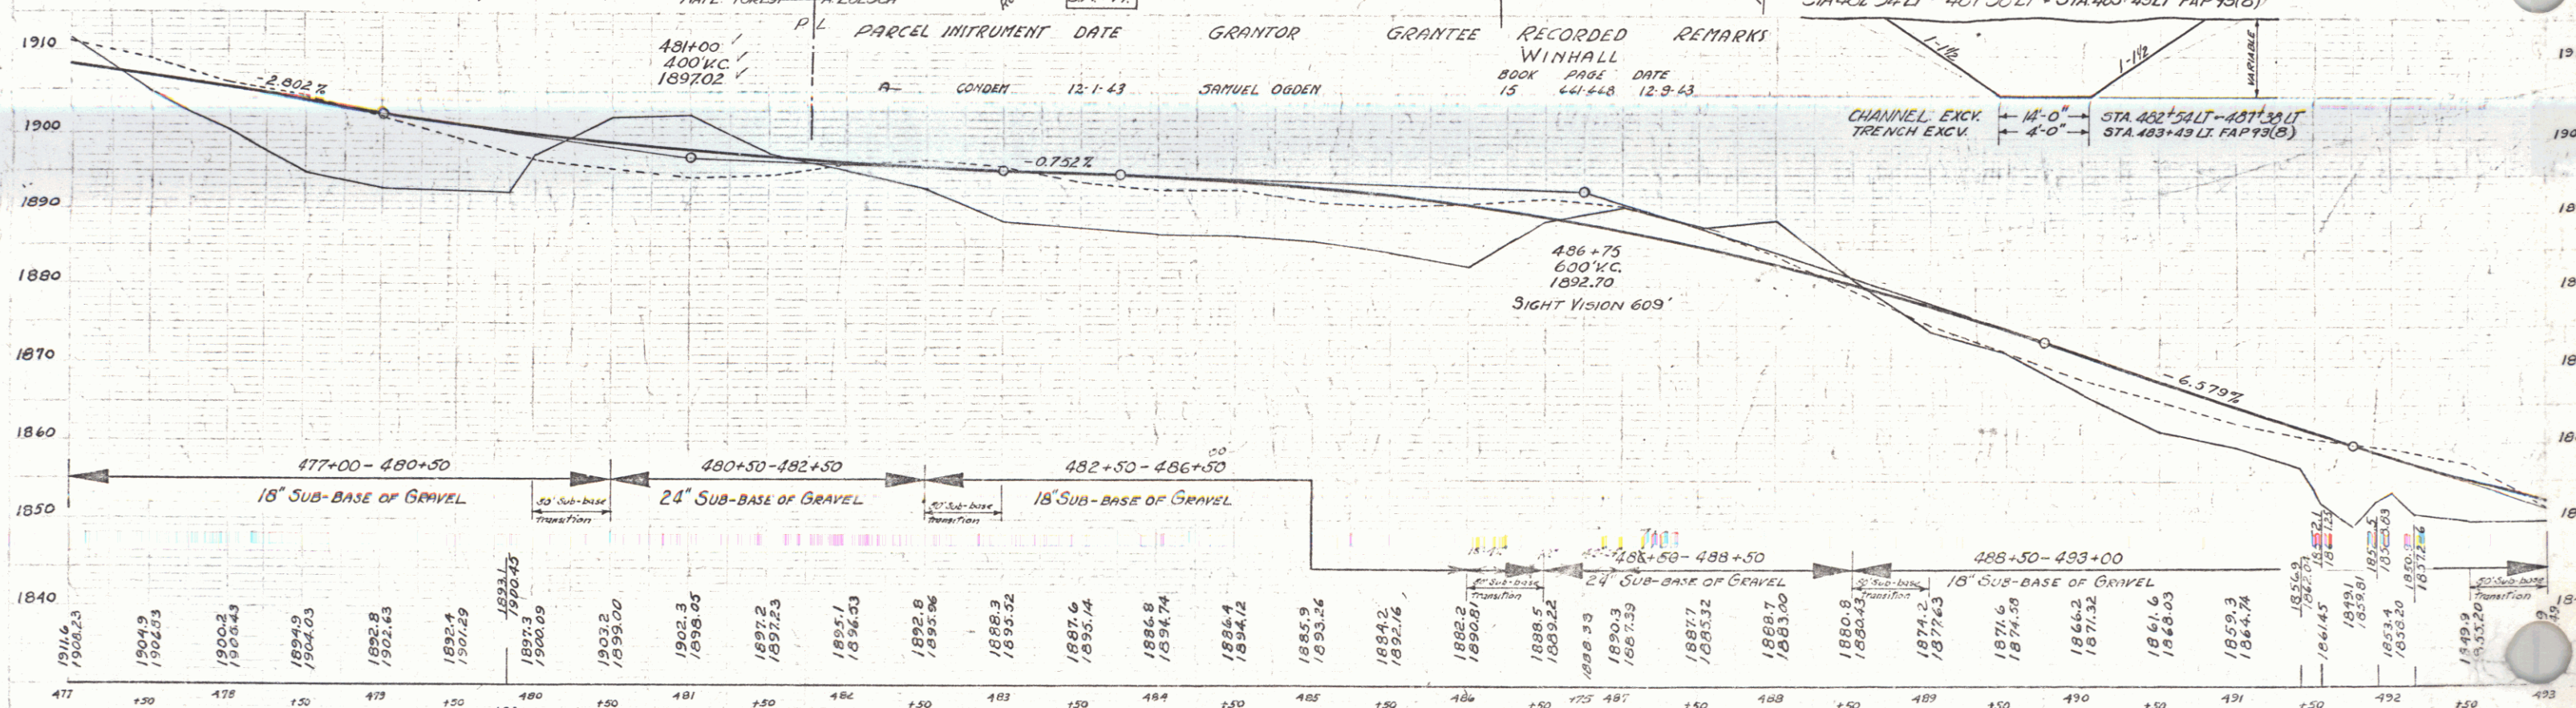 P L
PARCEL INSTRUMENT DATE GRANTOR GRANTEE RECORDED REMARKS
WINHALL
BOOK PAGE DATE
A CONDEM 12-1-43 SAMUEL OGDEN 15 441-448 12-9-43
1-1½ 1-1½
VARIABLE
CHANNEL EXCV. 14'-0" STA. 482+54 LT - 487+38 LT
TRENCH EXCV. 4'-0" STA. 483+49 LT. FAP 93(8)
1910
1900
1890
1880
1870
1860
1850
1840
-2.802%
481+00
400' V.C.
1897.02
-0.752%
486+75
600' V.C.
1892.70
SIGHT VISION 609'
-6.579%
477+00 - 480+50
18" SUB-BASE OF GRAVEL
50' Sub-base
Transition
480+50 - 482+50
24" SUB-BASE OF GRAVEL
482+50 - 486+50
50' Sub-base
Transition
18" SUB-BASE OF GRAVEL
50' Sub-base
Transition
486+50 - 488+50
24" SUB-BASE OF GRAVEL
488+50 - 493+00
50' Sub-base
Transition
18" SUB-BASE OF GRAVEL
50' Sub-base
Transition
1911.6
1908.23
1904.9
1906.83
1900.2
1905.43
1894.9
1904.03
1892.8
1902.63
1892.4
1901.29
1893.1
1900.45
1897.3
1900.09
1903.2
1899.00
1902.3
1898.05
1897.2
1897.23
1895.1
1896.53
1892.8
1895.96
1888.3
1895.52
1887.6
1895.14
1886.8
1894.74
1886.4
1894.12
1885.9
1893.26
1884.2
1892.16
1882.2
1890.81
1888.5
1889.22
1888.33
1890.3
1887.39
1887.7
1885.32
1888.7
1883.00
1880.8
1880.43
1874.2
1877.63
1871.6
1874.58
1866.2
1871.32
1861.6
1868.03
1859.3
1864.74
1856.9
1861.45
1849.1
1859.81
1853.4
1858.20
1849.9
1855.20
477 +50 478 +50 479 +50 480 +50 481 +50 482 +50 483 +50 484 +50 485 +50 486 +50 +75 487 +50 488 +50 489 +50 490 +50 491 +50 492 +50 493